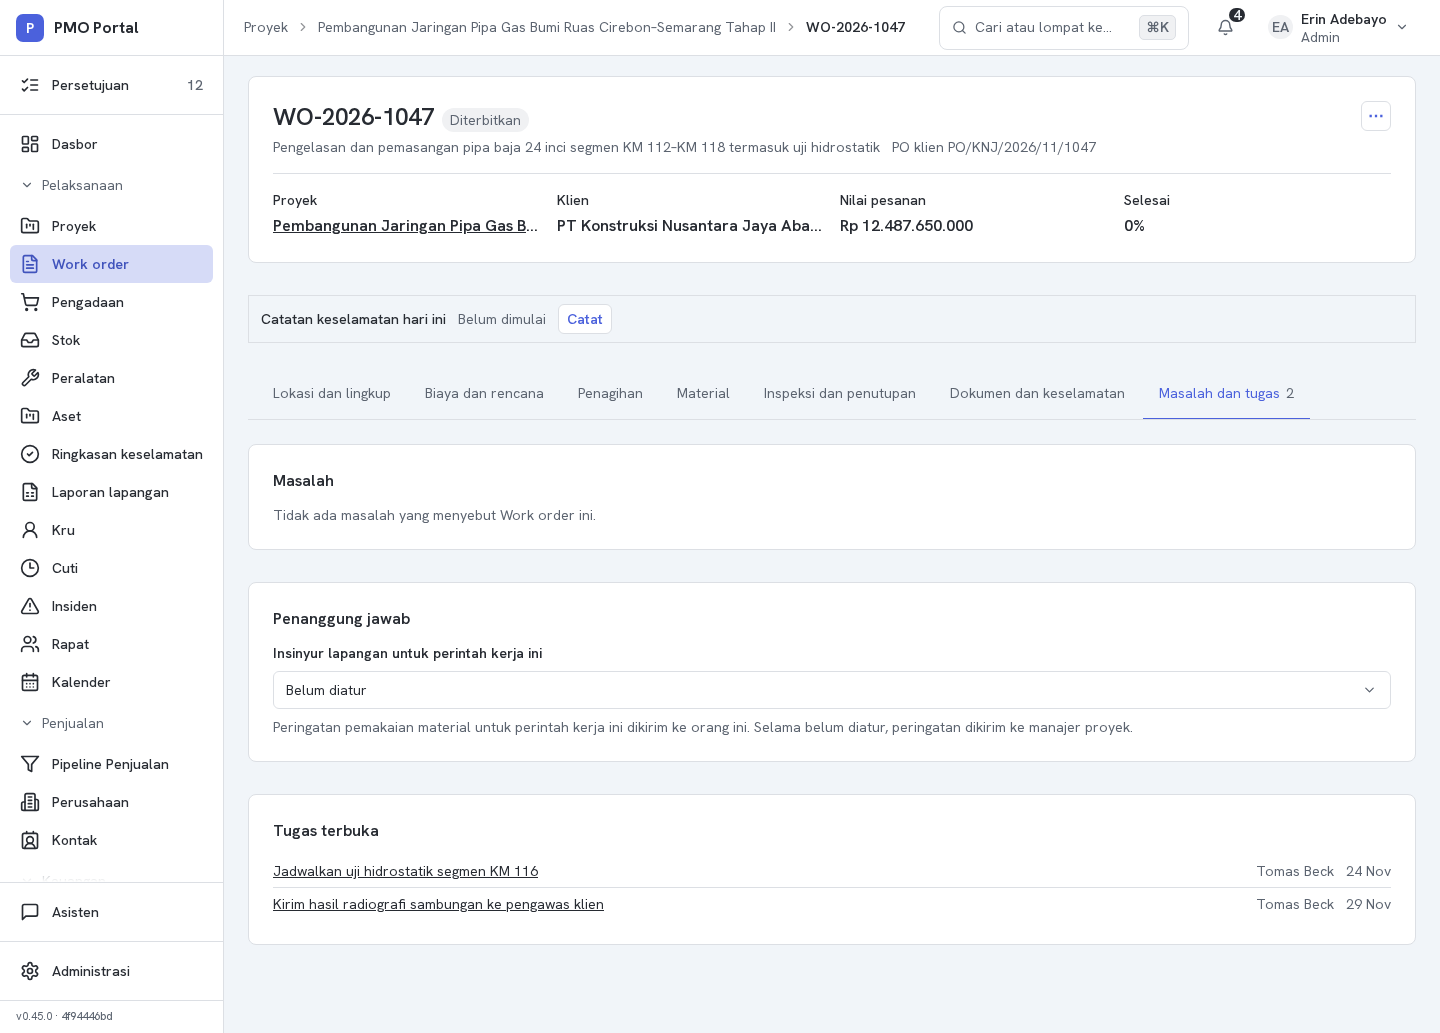 P PMO Portal
Proyek > Pembangunan Jaringan Pipa Gas Bumi Ruas Cirebon–Semarang Tahap II > WO-2026-1047
Cari atau lompat ke... ⌘K
4
EA Erin Adebayo
Admin
Persetujuan 12
Dasbor
Pelaksanaan
Proyek
Work order
Pengadaan
Stok
Peralatan
Aset
Ringkasan keselamatan
Laporan lapangan
Kru
Cuti
Insiden
Rapat
Kalender
Penjualan
Pipeline Penjualan
Perusahaan
Kontak
Asisten
Administrasi
v0.45.0 · 4f94446bd
WO-2026-1047 Diterbitkan
Pengelasan dan pemasangan pipa baja 24 inci segmen KM 112–KM 118 termasuk uji hidrostatik PO klien PO/KNJ/2026/11/1047
Proyek Klien Nilai pesanan Selesai
Pembangunan Jaringan Pipa Gas B... PT Konstruksi Nusantara Jaya Aba... Rp 12.487.650.000 0%
Catatan keselamatan hari ini Belum dimulai Catat
Lokasi dan lingkup Biaya dan rencana Penagihan Material Inspeksi dan penutupan Dokumen dan keselamatan Masalah dan tugas 2
Masalah
Tidak ada masalah yang menyebut Work order ini.
Penanggung jawab
Insinyur lapangan untuk perintah kerja ini
Belum diatur
Peringatan pemakaian material untuk perintah kerja ini dikirim ke orang ini. Selama belum diatur, peringatan dikirim ke manajer proyek.
Tugas terbuka
Jadwalkan uji hidrostatik segmen KM 116 Tomas Beck 24 Nov
Kirim hasil radiografi sambungan ke pengawas klien Tomas Beck 29 Nov